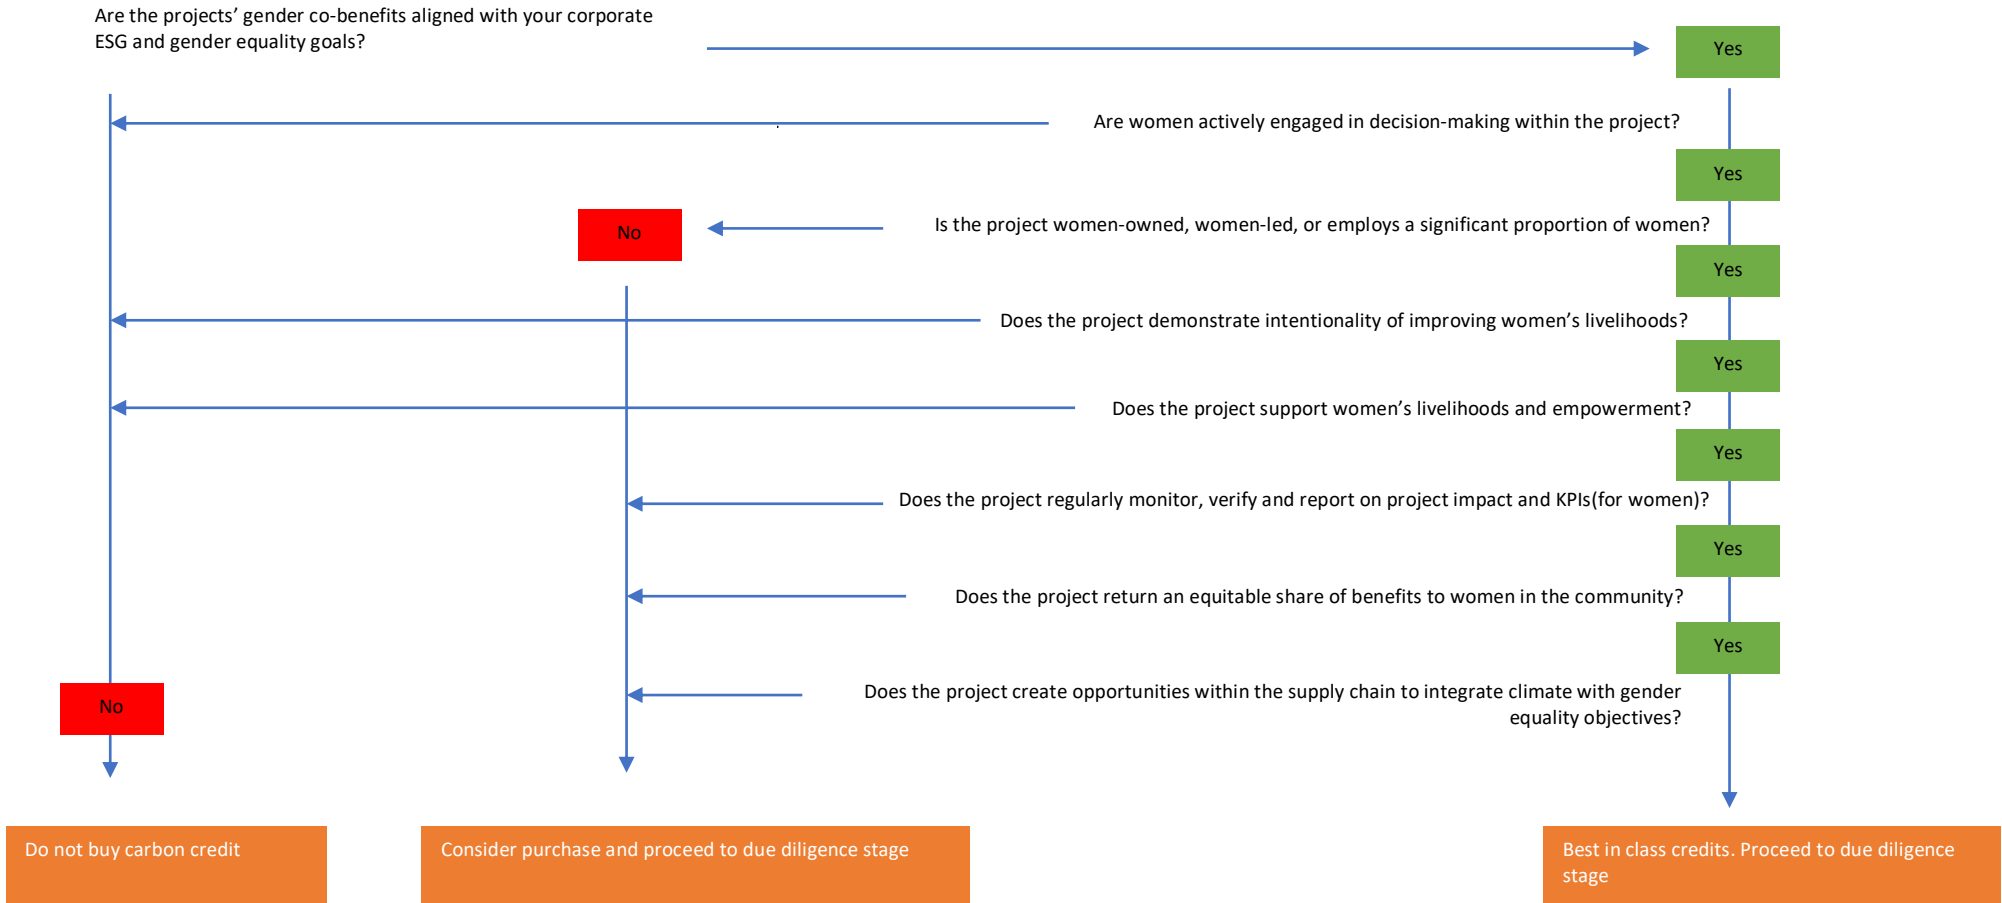 Are the projects’ gender co-benefits aligned with your corporate
ESG and gender equality goals?
Yes
Are women actively engaged in decision-making within the project?
Yes
Is the project women-owned, women-led, or employs a significant proportion of women?
No
Yes
Does the project demonstrate intentionality of improving women’s livelihoods?
Yes
Does the project support women’s livelihoods and empowerment?
Yes
Does the project regularly monitor, verify and report on project impact and KPIs(for women)?
Yes
Does the project return an equitable share of benefits to women in the community?
Yes
Does the project create opportunities within the supply chain to integrate climate with gender
equality objectives?
No
Do not buy carbon credit
Consider purchase and proceed to due diligence stage
Best in class credits. Proceed to due diligence
stage